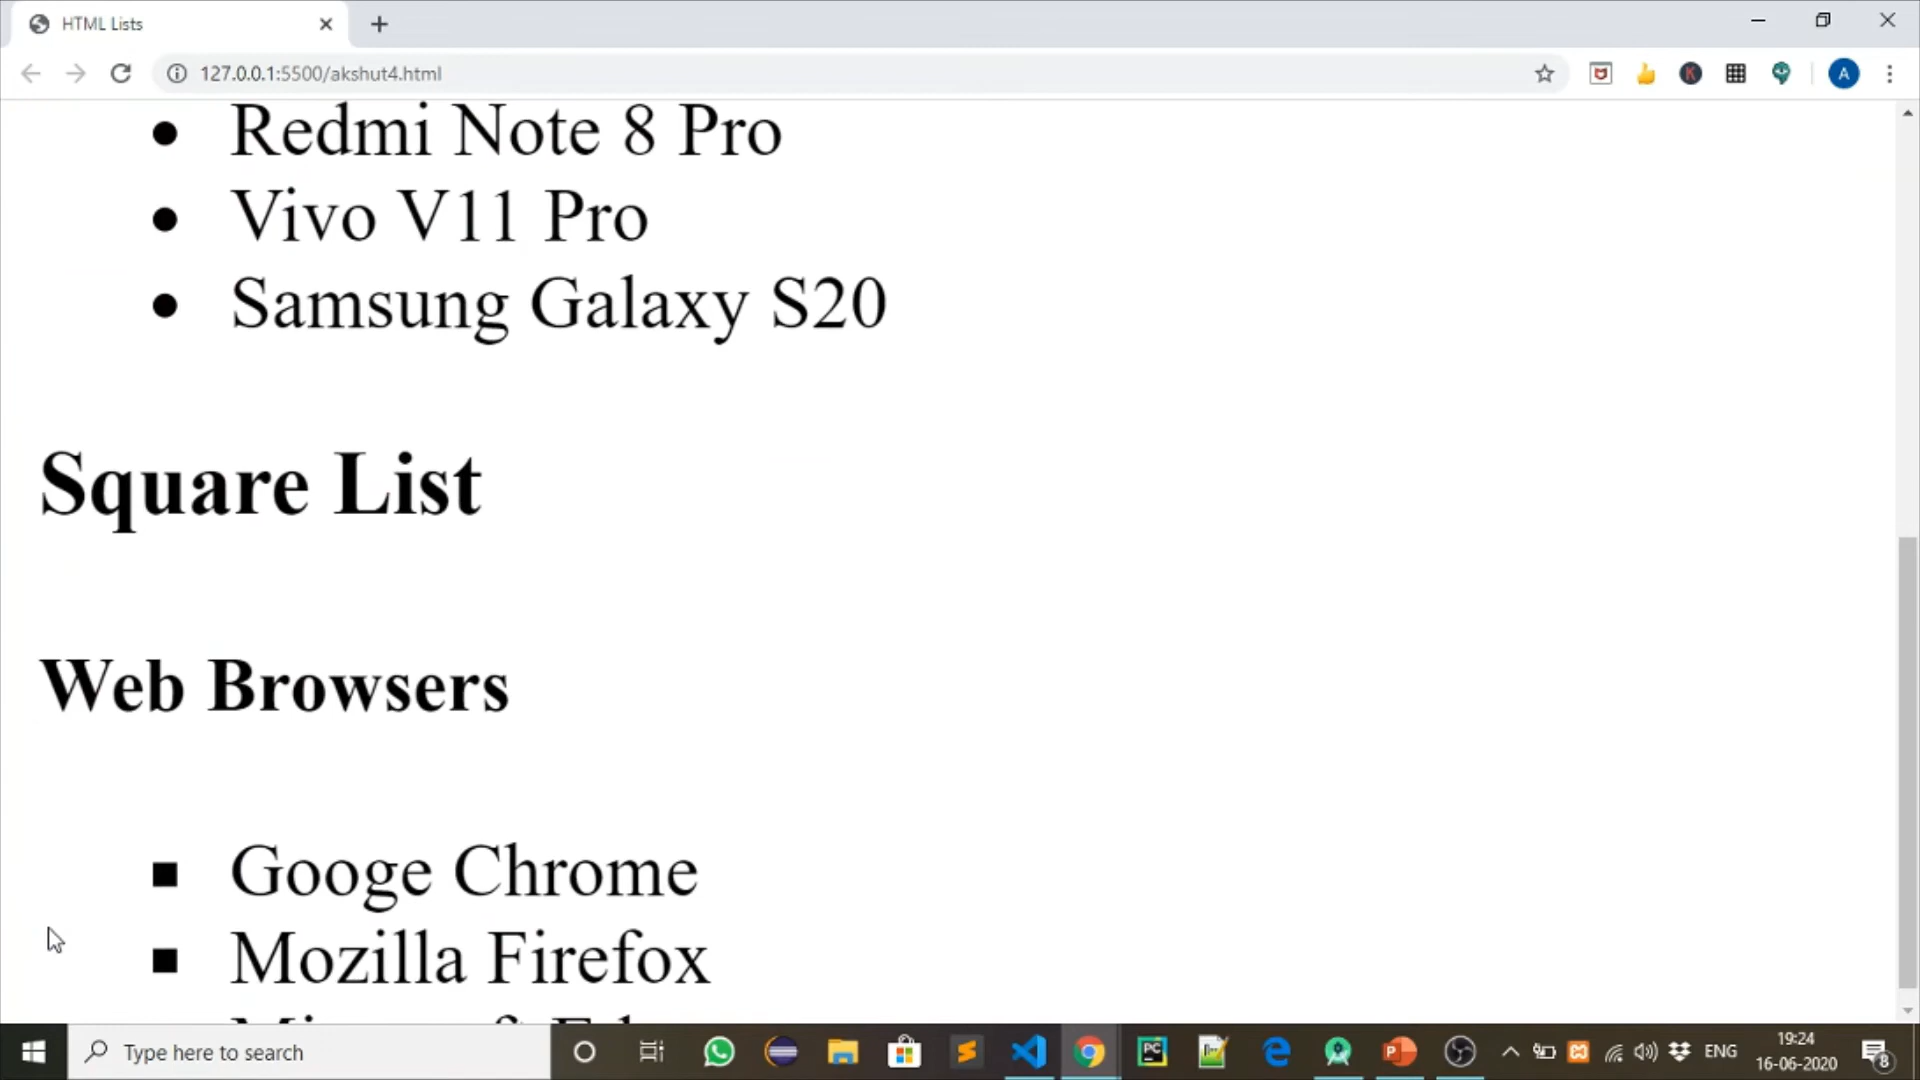 HTML Lists
127.0.0.1:5500/akshut4.html
A
Redmi Note 8 Pro
Vivo V11 Pro
Samsung Galaxy S20
Square List
Web Browsers
Googe Chrome
Mozilla Firefox
Type here to search
ENG
19:24
16-06-2020
8